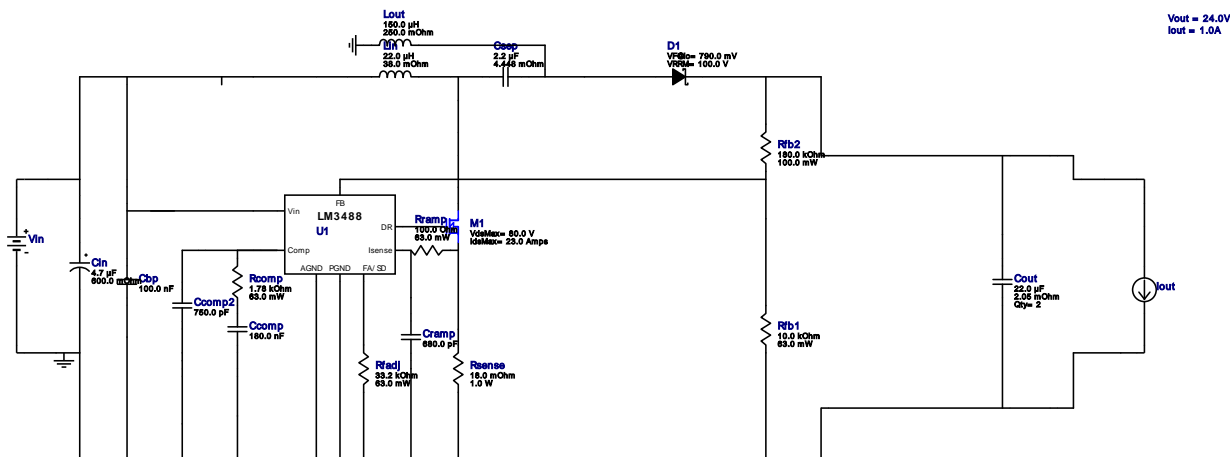 Vout = 24.0V
Iout = 1.0A
Lout
150.0 µH
250.0 mOhm
Lin
22.0 µH
38.0 mOhm
Csep
2.2 µF
4.448 mOhm
D1
VF@Io= 790.0 mV
VRRM= 100.0 V
Rfb2
180.0 kOhm
100.0 mW
Vin
+
-
+
Cin
4.7 µF
600.0 mOhm
Cbp
100.0 nF
FB
LM3488
U1
Vin
DR
Comp
Isense
AGND
PGND
FA/ SD
Rramp
100.0 Ohm
63.0 mW
M1
VdsMax= 60.0 V
IdsMax= 23.0 Amps
Rcomp
1.78 kOhm
63.0 mW
Ccomp2
750.0 pF
Ccomp
180.0 nF
Cramp
680.0 pF
Rfadj
33.2 kOhm
63.0 mW
Rsense
16.0 mOhm
1.0 W
Rfb1
10.0 kOhm
63.0 mW
Cout
22.0 µF
2.05 mOhm
Qty= 2
Iout